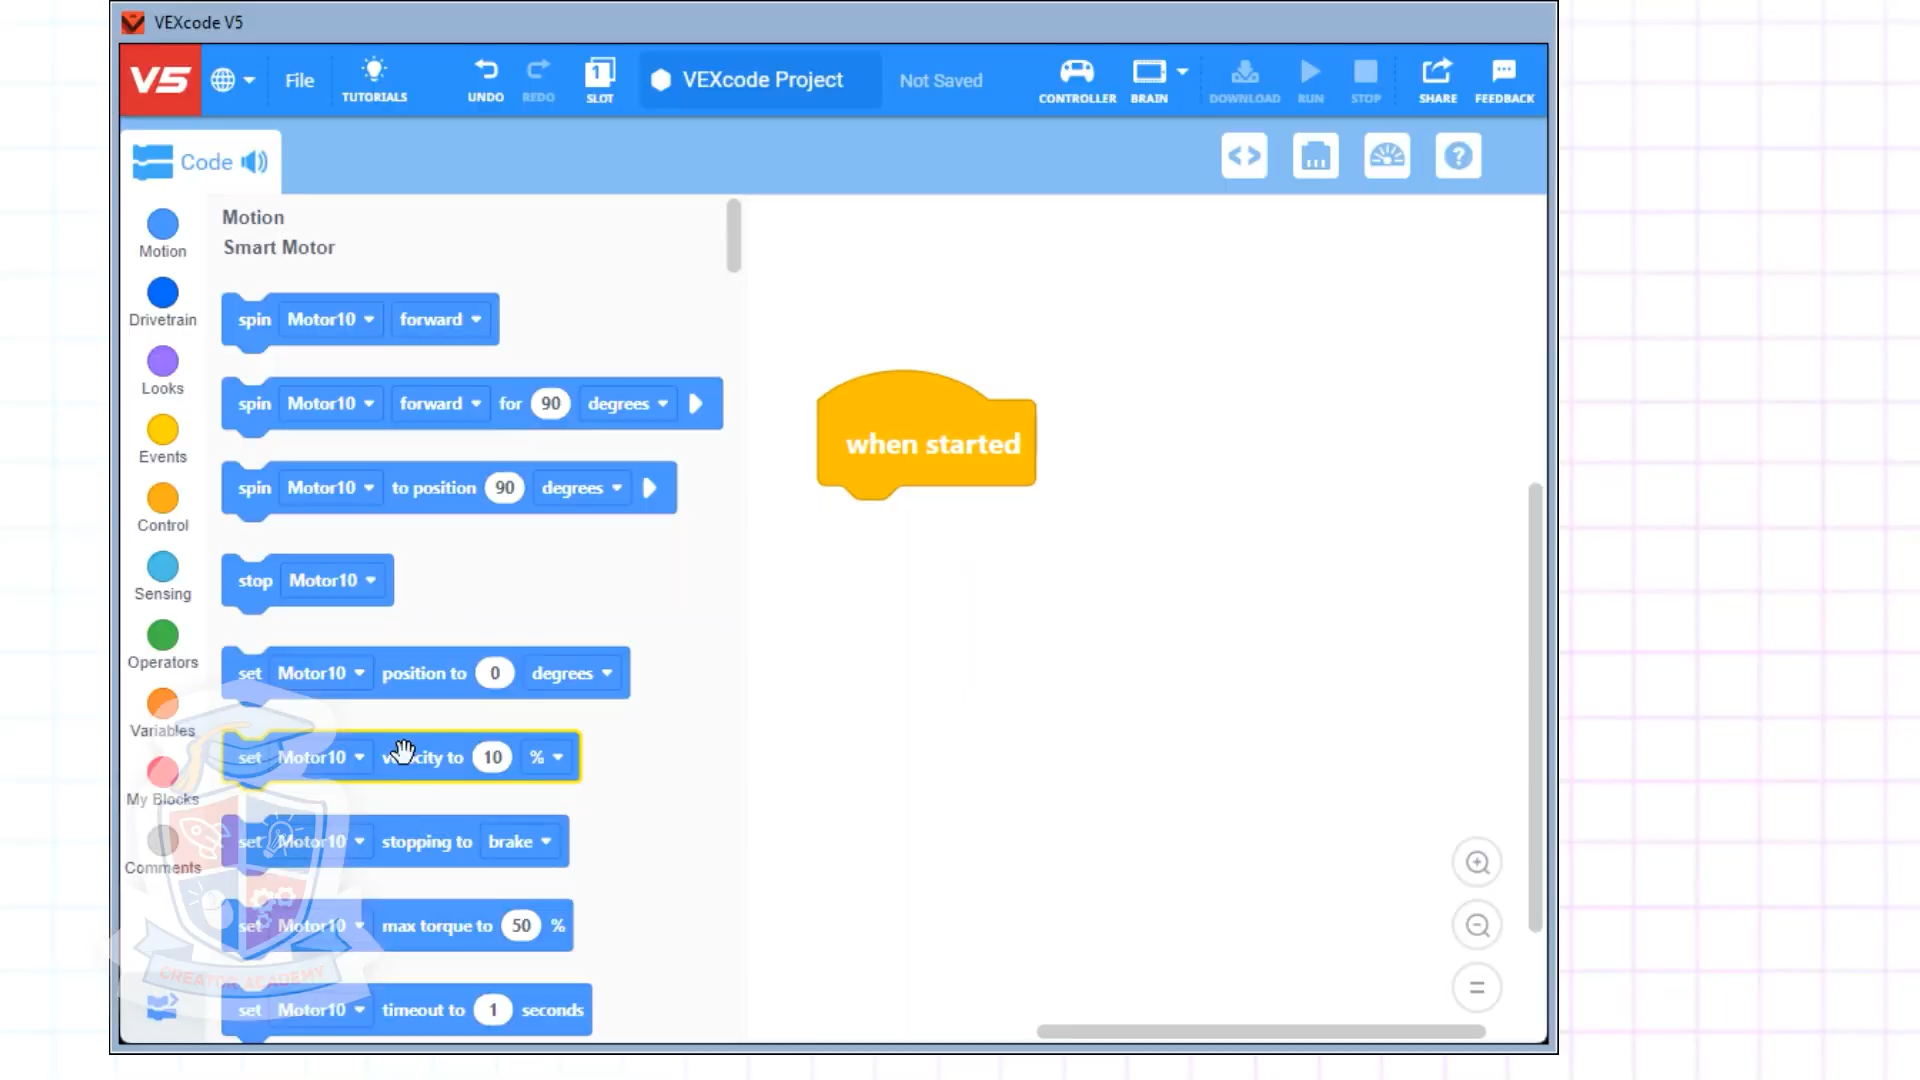 VEXcode V5
V5 File TUTORIALS UNDO REDO 1 SLOT VEXcode Project Not Saved CONTROLLER BRAIN DOWNLOAD RUN STOP SHARE FEEDBACK
Code
Motion
Drivetrain
Looks
Events
Control
Sensing
Operators
Variables
My Blocks
Comments
Motion
Smart Motor
spin Motor10 forward
spin Motor10 forward for 90 degrees
spin Motor10 to position 90 degrees
stop Motor10
set Motor10 position to 0 degrees
set Motor10 velocity to 10 %
set Motor10 stopping to brake
set Motor10 max torque to 50 %
set Motor10 timeout to 1 seconds
when started
CREATOR ACADEMY